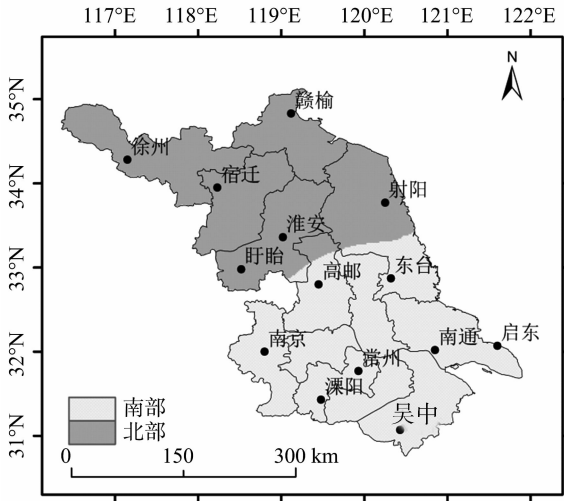 117°E 118°E 119°E 120°E 121°E 122°E
N
35°N
赣榆
徐州
34°N
宿迁
射阳
淮安
盱眙
33°N
高邮
东台
32°N
南京
南通
启东
常州
溧阳
吴中
31°N
南部
北部
0 150 300 km